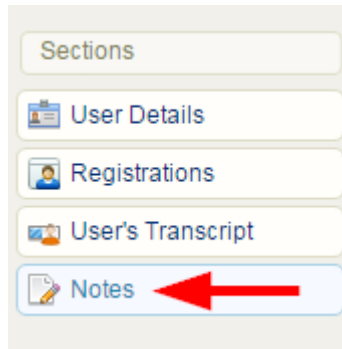 Sections
User Details
Registrations
User's Transcript
Notes